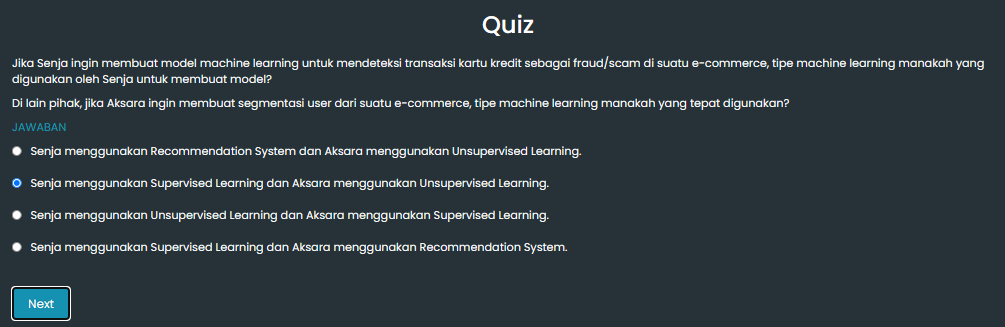 Quiz
Jika Senja ingin membuat model machine learning untuk mendeteksi transaksi kartu kredit sebagai fraud/scam di suatu e-commerce, tipe machine learning manakah yang
digunakan oleh Senja untuk membuat model?
Di lain pihak, jika Aksara ingin membuat segmentasi user dari suatu e-commerce, tipe machine learning manakah yang tepat digunakan?
JAWABAN
Senja menggunakan Recommendation System dan Aksara menggunakan Unsupervised Learning.
Senja menggunakan Supervised Learning dan Aksara menggunakan Unsupervised Learning.
Senja menggunakan Unsupervised Learning dan Aksara menggunakan Supervised Learning.
Senja menggunakan Supervised Learning dan Aksara menggunakan Recommendation System.
Next